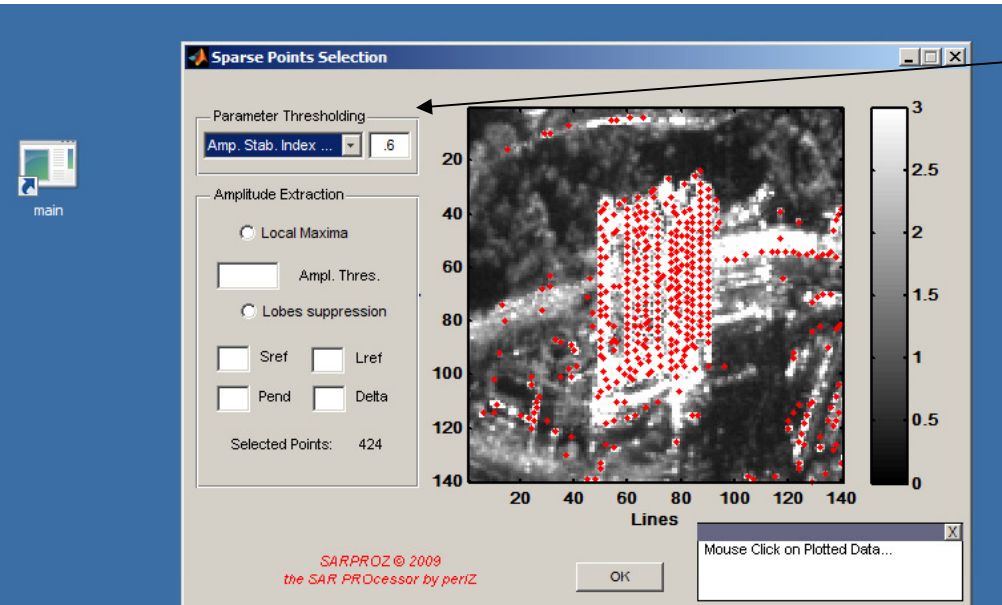 main
Sparse Points Selection
Parameter Thresholding
Amp. Stab. Index ...
.6
Amplitude Extraction
Local Maxima
Ampl. Thres.
Lobes suppression
Sref
Lref
Pend
Delta
Selected Points: 424
20
40
60
80
100
120
140
20 40 60 80 100 120 140
Lines
3
2.5
2
1.5
1
0.5
0
SARPROZ © 2009
the SAR PROcessor by periZ
OK
X
Mouse Click on Plotted Data...